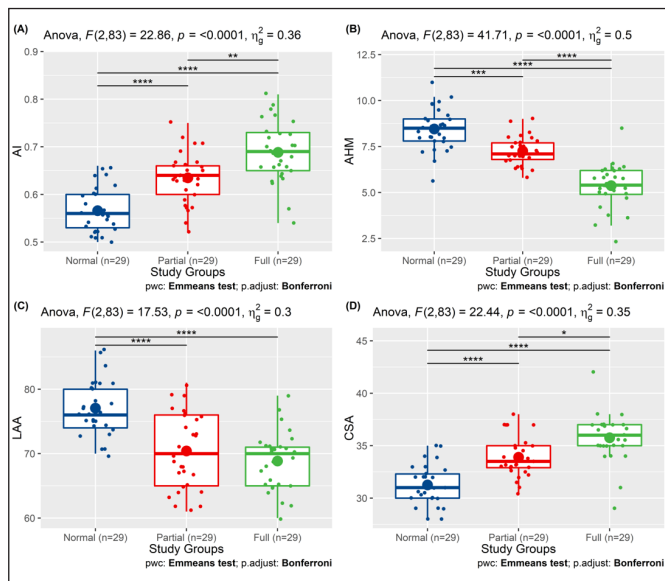 (A)
Anova, F(2,83) = 22.86, p = <0.0001, η²g = 0.36
**
****
****
0.9
0.8
0.7
0.6
0.5
AI
Normal (n=29) Partial (n=29) Full (n=29)
Study Groups
pwc: Emmeans test; p.adjust: Bonferroni
(B)
Anova, F(2,83) = 41.71, p = <0.0001, η²g = 0.5
****
****
***
12.5
10.0
7.5
5.0
2.5
AHM
Normal (n=29) Partial (n=29) Full (n=29)
Study Groups
pwc: Emmeans test; p.adjust: Bonferroni
(C)
Anova, F(2,83) = 17.53, p = <0.0001, η²g = 0.3
****
****
80
70
60
LAA
Normal (n=29) Partial (n=29) Full (n=29)
Study Groups
pwc: Emmeans test; p.adjust: Bonferroni
(D)
Anova, F(2,83) = 22.44, p = <0.0001, η²g = 0.35
*
****
****
45
40
35
30
CSA
Normal (n=29) Partial (n=29) Full (n=29)
Study Groups
pwc: Emmeans test; p.adjust: Bonferroni